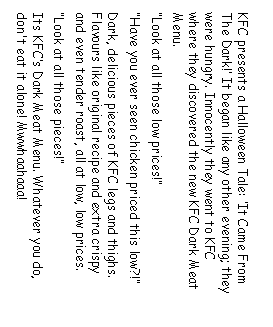 KFC presents a Halloween Tale: 'It Came From
The Dark!' It began like any other evening; they
were hungry. Innocently they went to KFC
where they discovered the new KFC Dark Meat
Menu.
"Look at all those low prices!"
"Have you ever seen chicken priced this low?!"
Dark, delicious pieces of KFC legs and thighs.
Flavours like original recipe and extra crispy
and even tender roast, all at low, low prices.
"Look at all those pieces!"
Its KFC's Dark Meat Menu. Whatever you do,
don't eat it alone! Mwwhaahaaa!